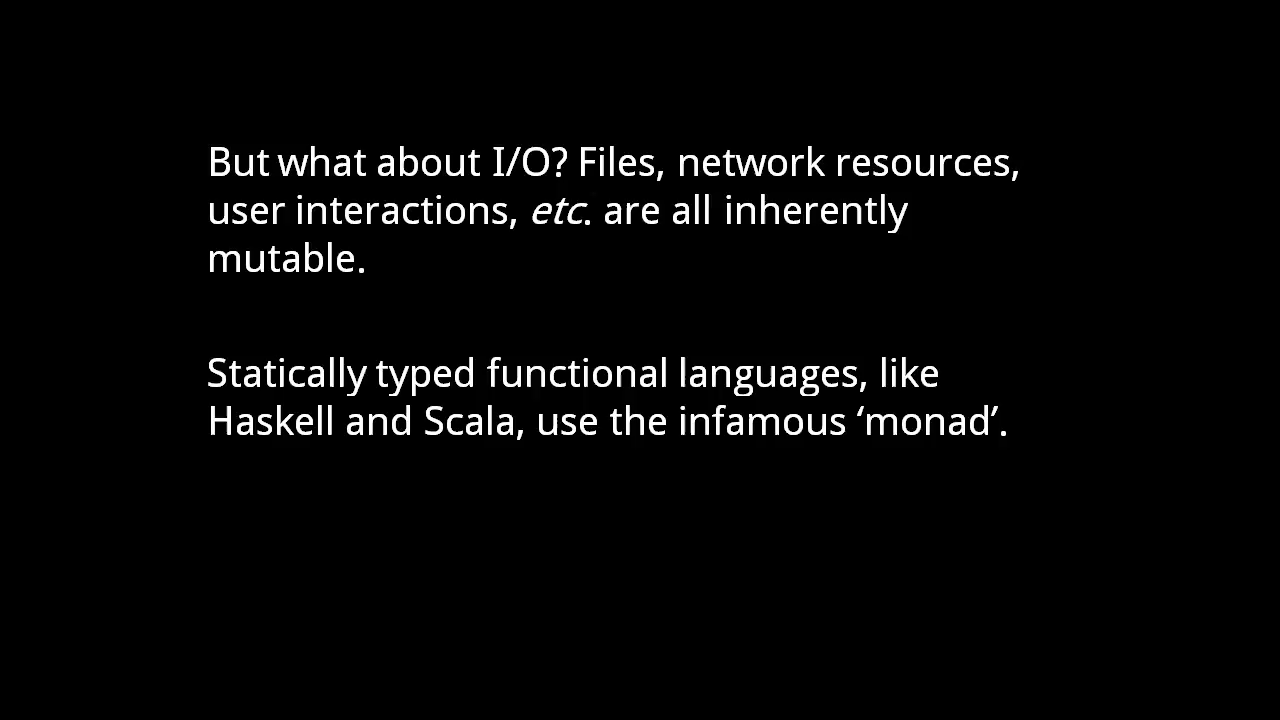 But what about I/O? Files, network resources,
user interactions, etc. are all inherently
mutable.
Statically typed functional languages, like
Haskell and Scala, use the infamous ‘monad’.